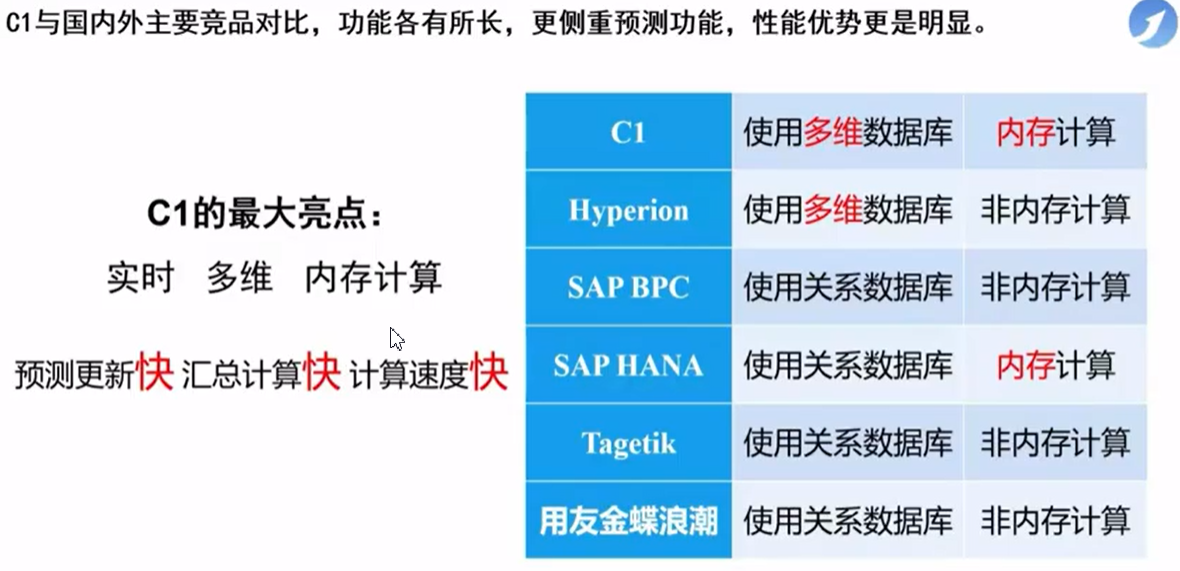 C1与国内外主要竞品对比，功能各有所长，更侧重预测功能，性能优势更是明显。
C1的最大亮点：
实时 多维 内存计算
预测更新快 汇总计算快 计算速度快
C1 使用多维数据库 内存计算
Hyperion 使用多维数据库 非内存计算
SAP BPC 使用关系数据库 非内存计算
SAP HANA 使用关系数据库 内存计算
Tagetik 使用关系数据库 非内存计算
用友金蝶浪潮 使用关系数据库 非内存计算